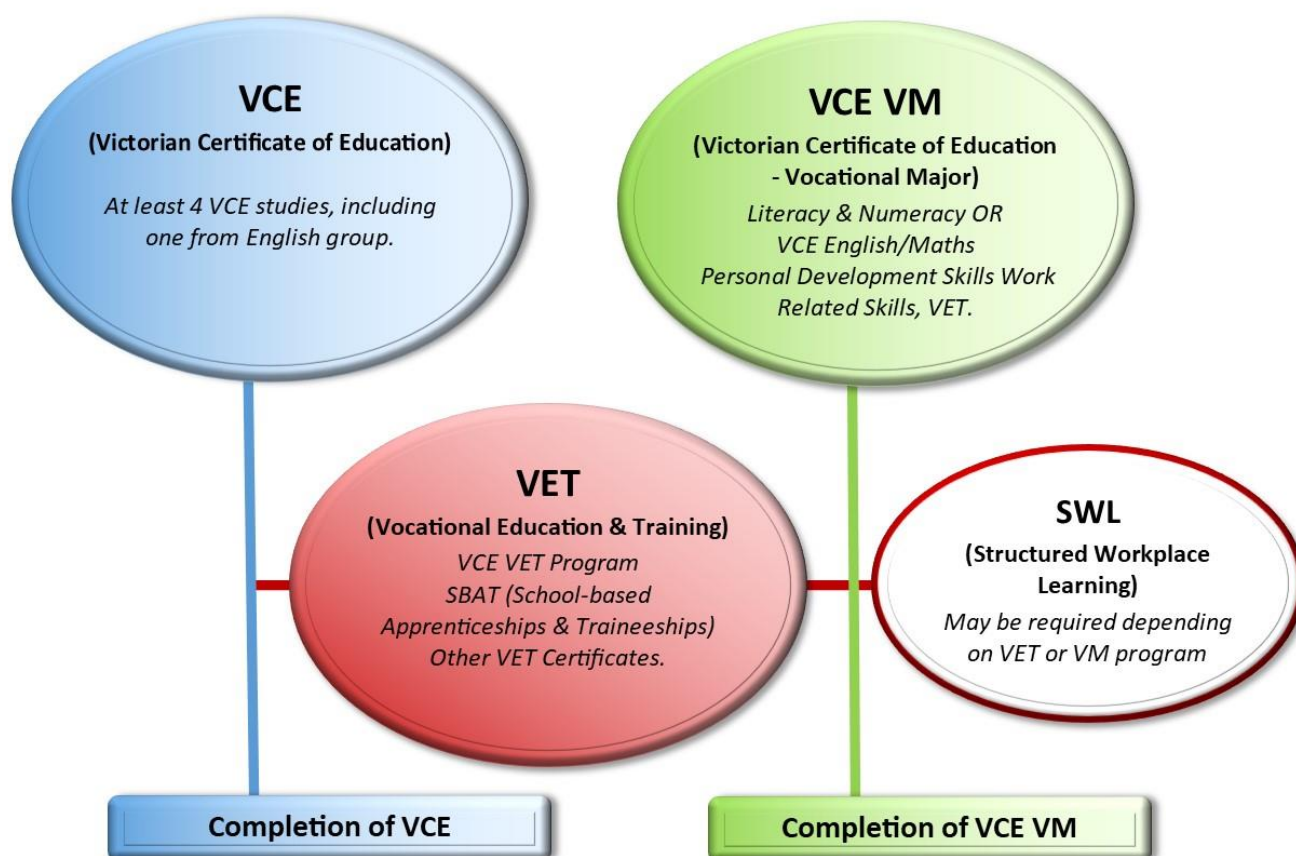 VCE
(Victorian Certificate of Education)
At least 4 VCE studies, including
one from English group.
VCE VM
(Victorian Certificate of Education
- Vocational Major)
Literacy & Numeracy OR
VCE English/Maths
Personal Development Skills Work
Related Skills, VET.
VET
(Vocational Education & Training)
VCE VET Program
SBAT (School-based
Apprenticeships & Traineeships)
Other VET Certificates.
SWL
(Structured Workplace
Learning)
May be required depending
on VET or VM program
Completion of VCE
Completion of VCE VM